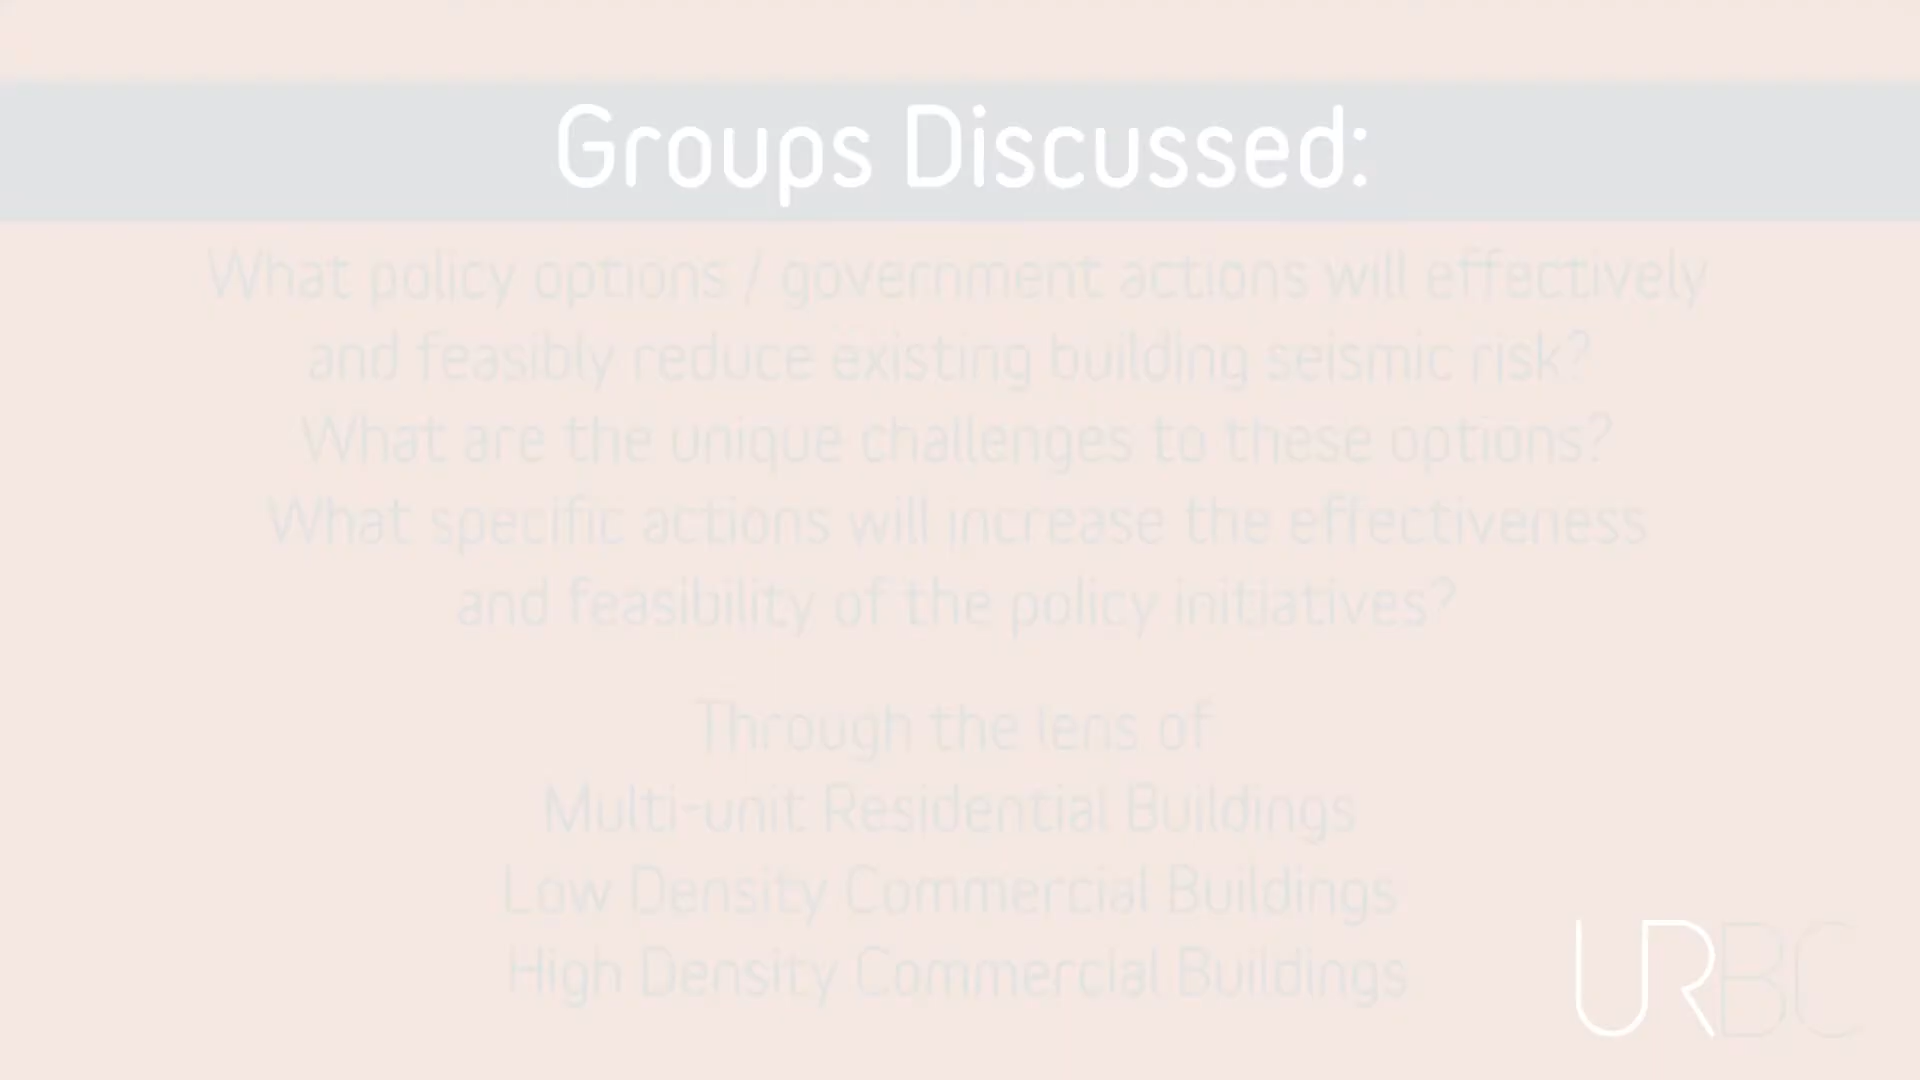 Groups Discussed:
What policy options / government actions will effectively
and feasibly reduce existing building seismic risk?
What are the unique challenges to these options?
What specific actions will increase the effectiveness
and feasibility of the policy initiatives?
Through the lens of
Multi-unit Residential Buildings
Low Density Commercial Buildings
High Density Commercial Buildings
URBC